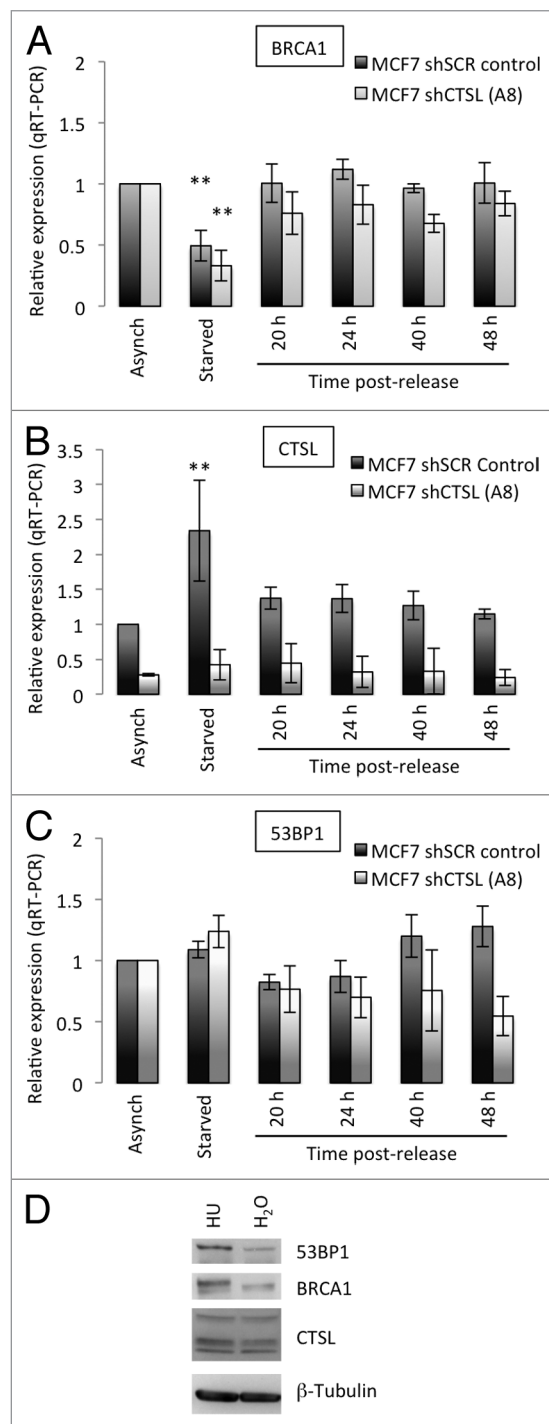 A
BRCA1
MCF7 shSCR control
MCF7 shCTSL (A8)
Relative expression (qRT-PCR)
2
1.5
1
0.5
0
**
**
Asynch
Starved
20 h
24 h
40 h
48 h
Time post-release
B
CTSL
MCF7 shSCR Control
MCF7 shCTSL (A8)
Relative expression (qRT-PCR)
3.5
3
2.5
2
1.5
1
0.5
0
**
Asynch
Starved
20 h
24 h
40 h
48 h
Time post-release
C
53BP1
MCF7 shSCR control
MCF7 shCTSL (A8)
Relative expression (qRT-PCR)
2
1.5
1
0.5
0
Asynch
Starved
20 h
24 h
40 h
48 h
Time post-release
D
HU
H₂O
53BP1
BRCA1
CTSL
β-Tubulin